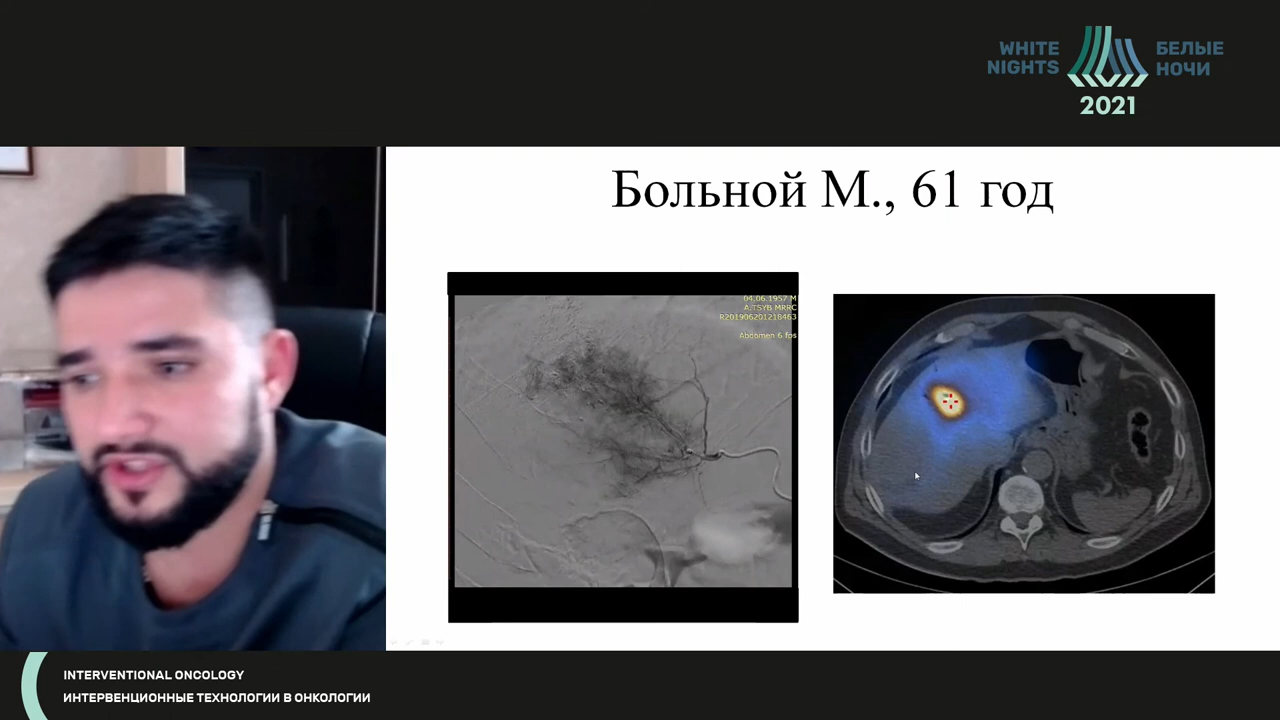 WHITE
NIGHTS
БЕЛЫЕ
НОЧИ
2021
Больной М., 61 год
04.06.1957 M
A.TSYB MRRC
R201906201218463
Abdomen 6 fps
INTERVENTIONAL ONCOLOGY
ИНТЕРВЕНЦИОННЫЕ ТЕХНОЛОГИИ В ОНКОЛОГИИ